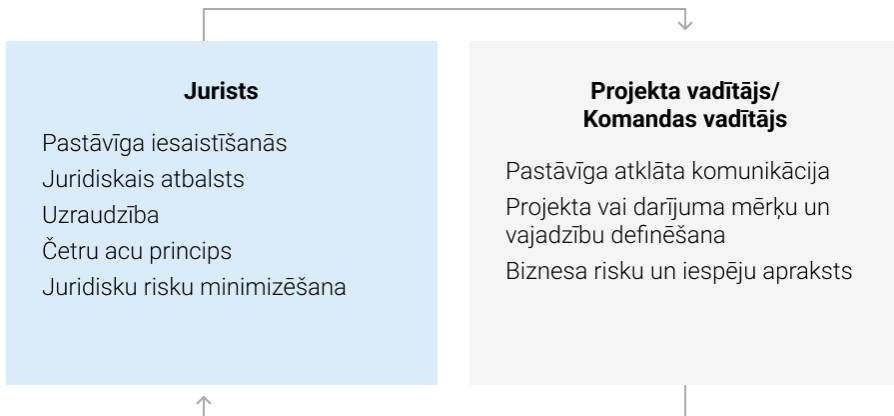 Jurists
Pastāvīga iesaistīšanās
Juridiskais atbalsts
Uzraudzība
Četru acu princips
Juridisku risku minimizēšana
Projekta vadītājs/
Komandas vadītājs
Pastāvīga atklāta komunikācija
Projekta vai darījuma mērķu un
vajadzību definēšana
Biznesa risku un iespēju apraksts